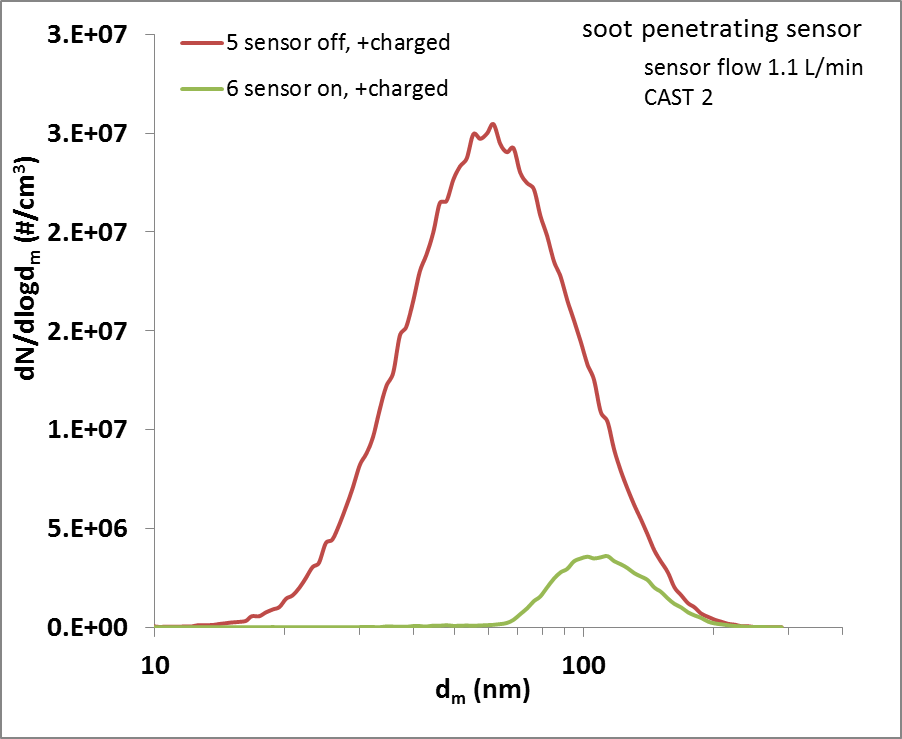 soot penetrating sensor
sensor flow 1.1 L/min
CAST 2
5 sensor off, +charged
6 sensor on, +charged
dN/dlogdm (#/cm3)
3.E+07
3.E+07
2.E+07
2.E+07
1.E+07
5.E+06
0.E+00
10
100
dm (nm)